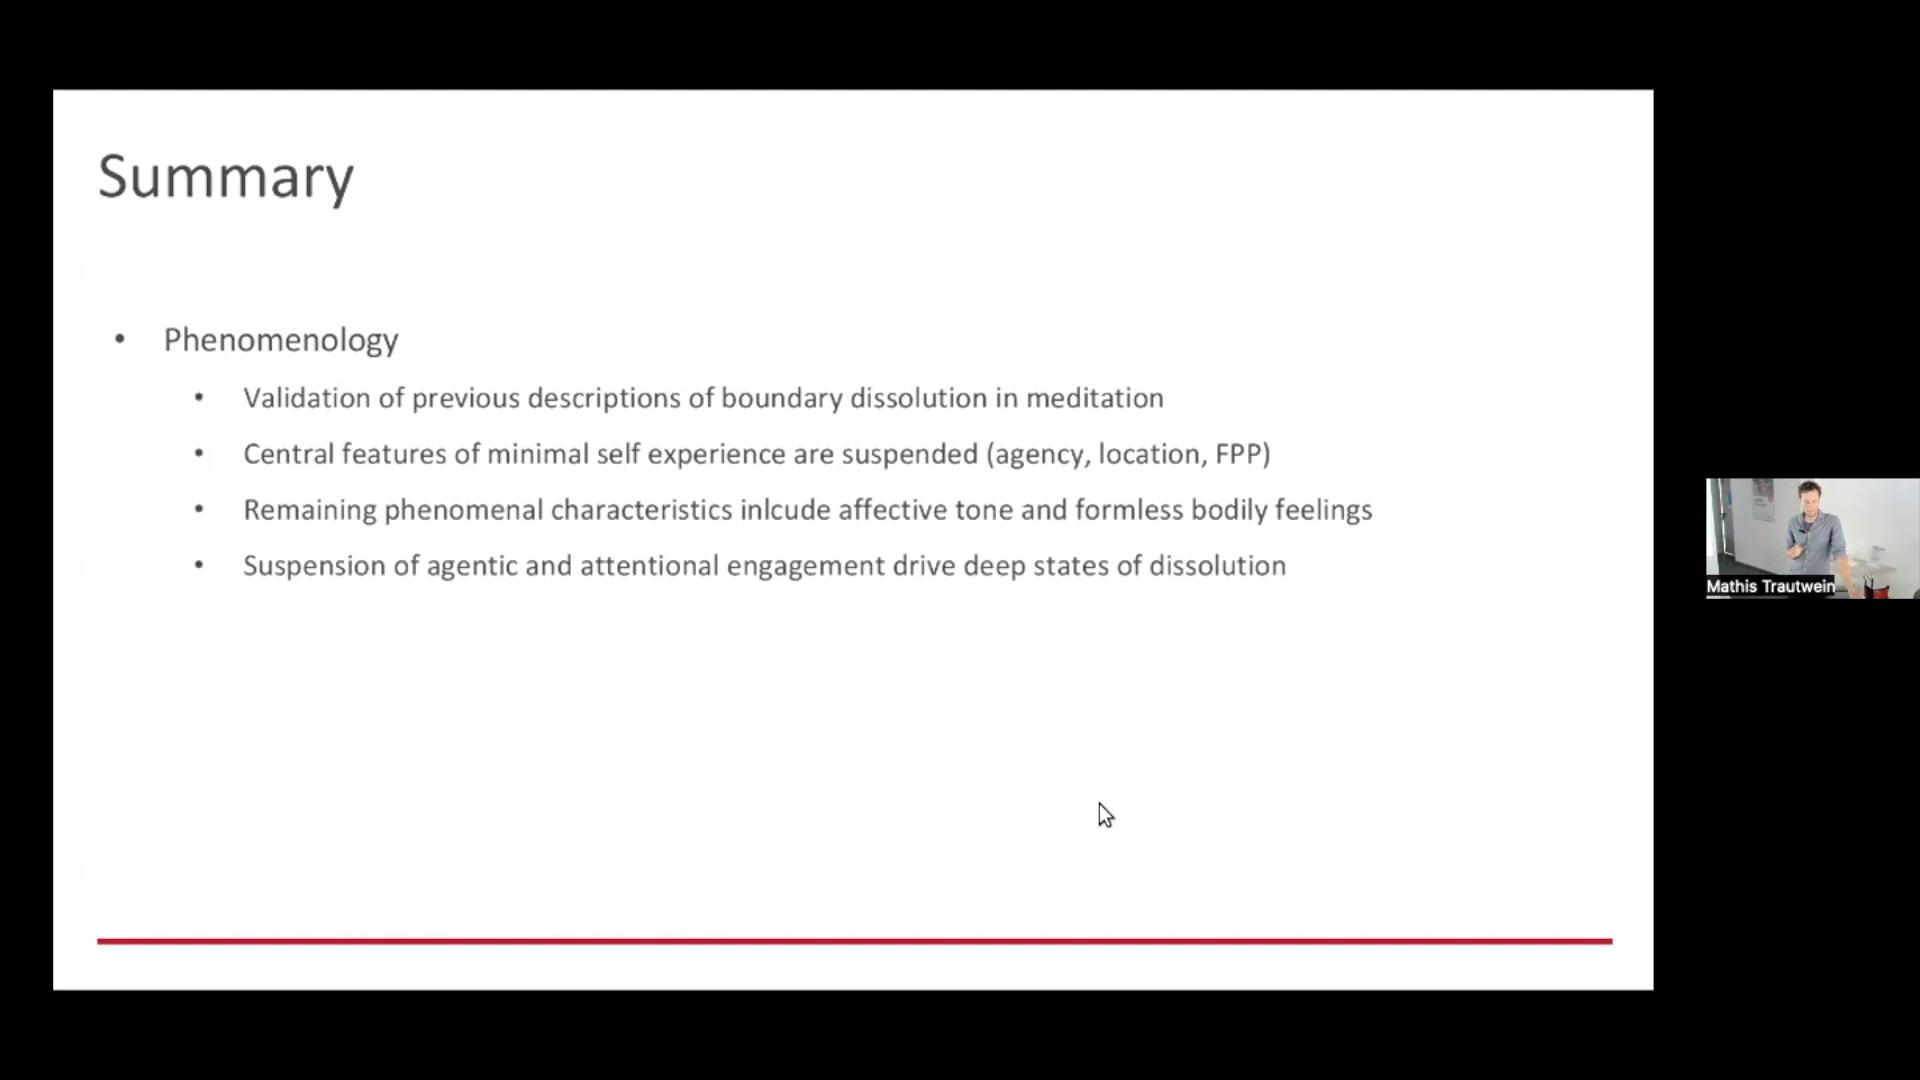 Summary
• Phenomenology
• Validation of previous descriptions of boundary dissolution in meditation
• Central features of minimal self experience are suspended (agency, location, FPP)
• Remaining phenomenal characteristics inlcude affective tone and formless bodily feelings
• Suspension of agentic and attentional engagement drive deep states of dissolution
Mathis Trautwein